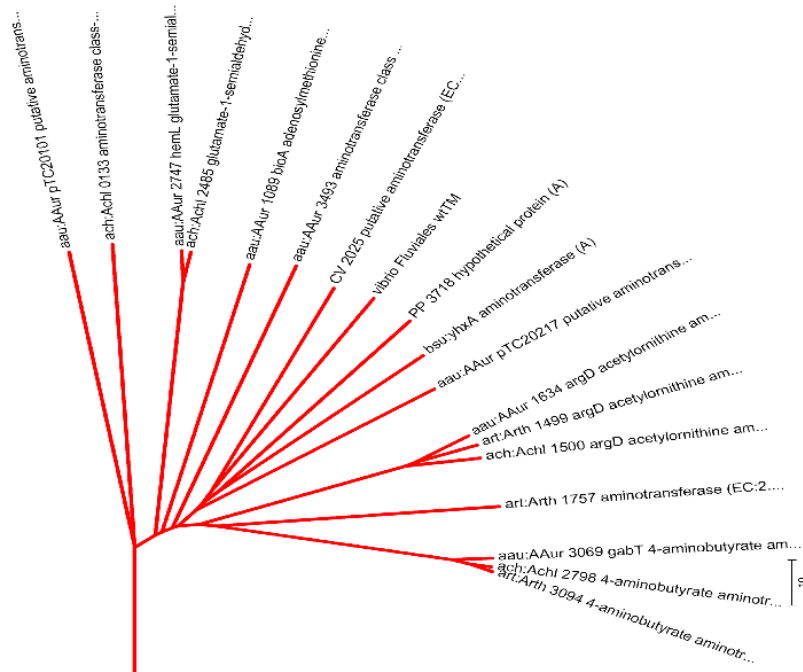 aau:AAur pTC20101 putative aminotrans...
ach:Achl 0133 aminotransferase class-...
aau:AAur 2747 hemL glutamate-1-semial...
ach:Achl 2485 glutamate-1-semialdehyd...
aau:AAur 1089 bioA adenosylmethionine...
aau:AAur 3493 aminotransferase class ...
CV 2025 putative aminotransferase (EC...
vibrio Fluviales wtTM
PP 3718 hypothetical protein (A)
bsu:yhxA aminotransferase (A)
aau:AAur pTC20217 putative aminotrans...
aau:AAur 1634 argD acetylornithine am...
art:Arth 1499 argD acetylornithine am...
ach:Achl 1500 argD acetylornithine am...
art:Arth 1757 aminotransferase (EC:2....
aau:AAur 3069 gabT 4-aminobutyrate am...
ach:Achl 2798 4-aminobutyrate aminotr...
art:Arth 3094 4-aminobutyrate aminotr...